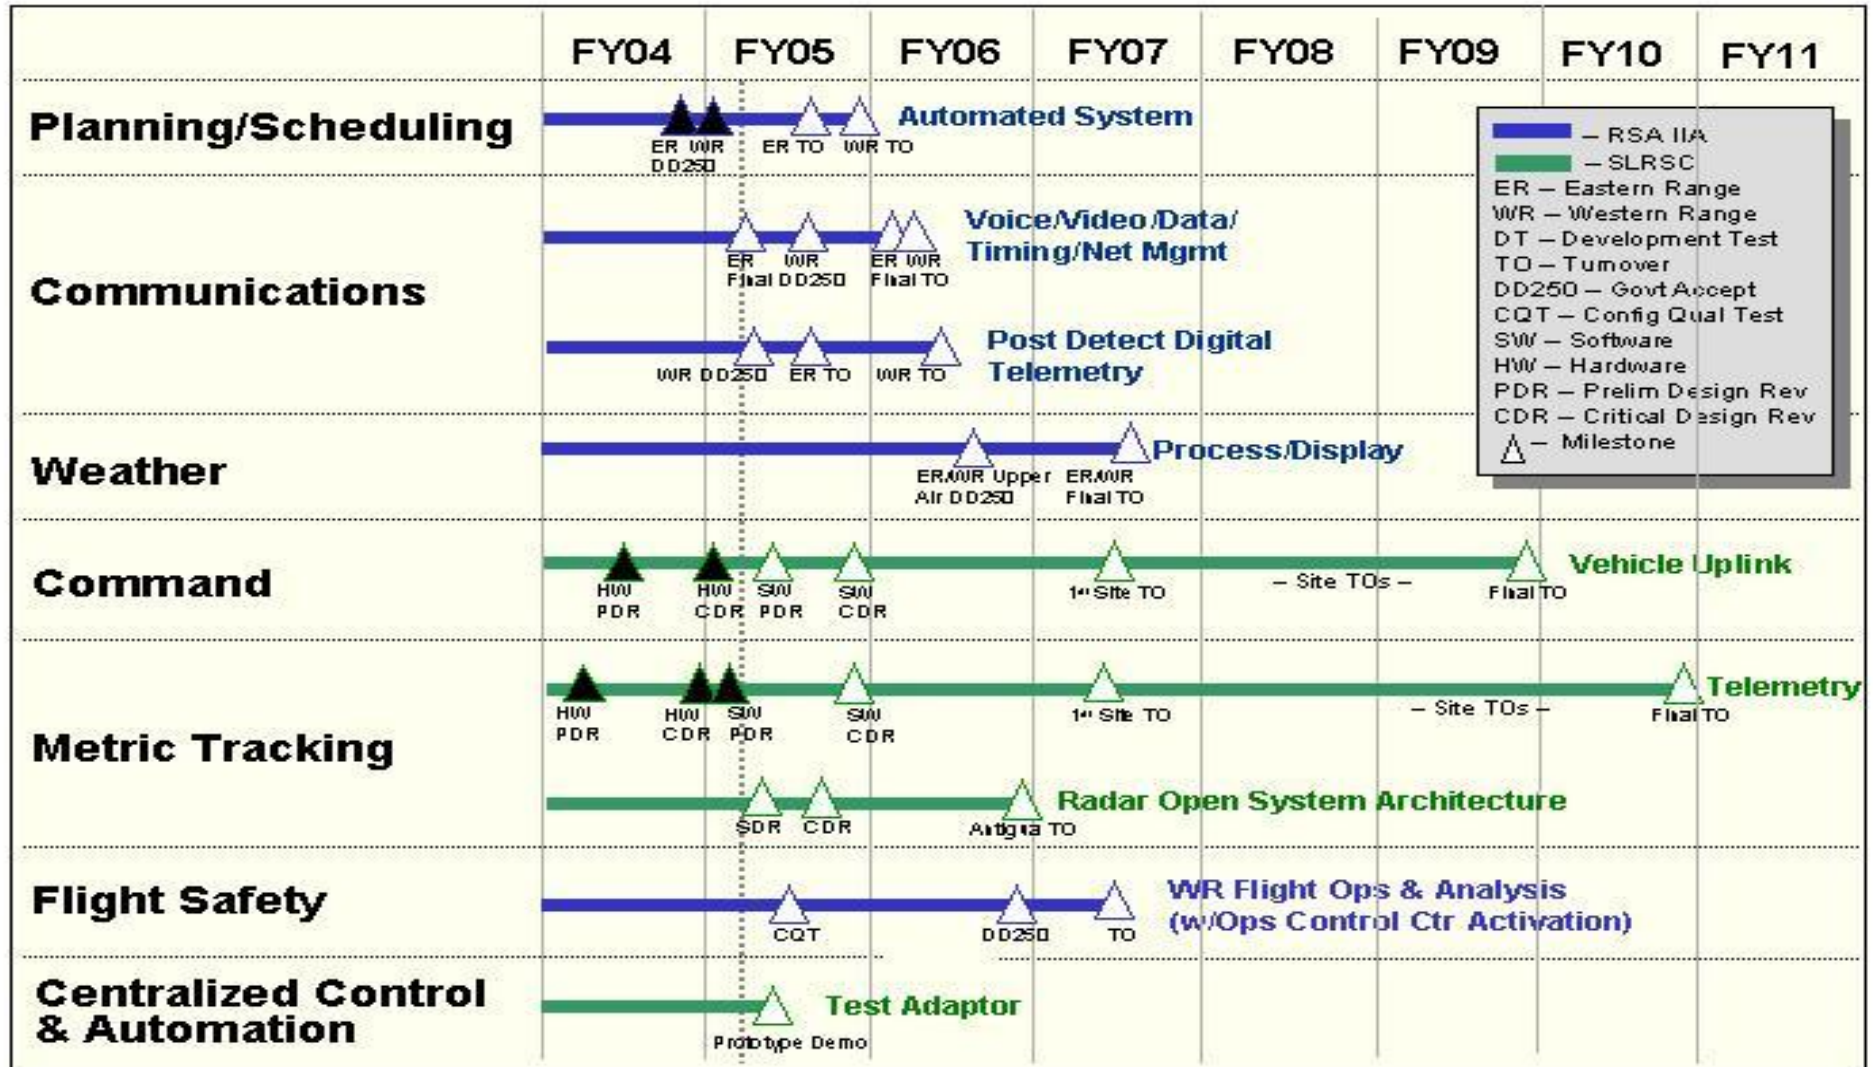 FY04 FY05 FY06 FY07 FY08 FY09 FY10 FY11
Planning/Scheduling
Automated System
ER WR ER TO WR TO
DD250
Communications
Voice/Video/Data/
Timing/Net Mgmt
ER WR ER WR
Final DD250 Final TO
Post Detect Digital
Telemetry
WR DD250 ER TO WR TO
Weather
Process/Display
ER/WR Upper ER/WR
Air DD250 Final TO
Command
Vehicle Uplink
HW HW SW SW 1st Site TO – Site TOs – Final TO
PDR CDR PDR CDR
Metric Tracking
Telemetry
HW HW SW SW 1st Site TO – Site TOs – Final TO
PDR CDR PDR CDR
Radar Open System Architecture
SDR CDR Antigua TO
Flight Safety
WR Flight Ops & Analysis
(w/Ops Control Ctr Activation)
CQT DD250 TO
Centralized Control
& Automation
Test Adaptor
Prototype Demo
– RSA IIA
– SLRSC
ER – Eastern Range
WR – Western Range
DT – Development Test
TO – Turnover
DD250 – Govt Accept
CQT – Config Qual Test
SW – Software
HW – Hardware
PDR – Prelim Design Rev
CDR – Critical Design Rev
– Milestone